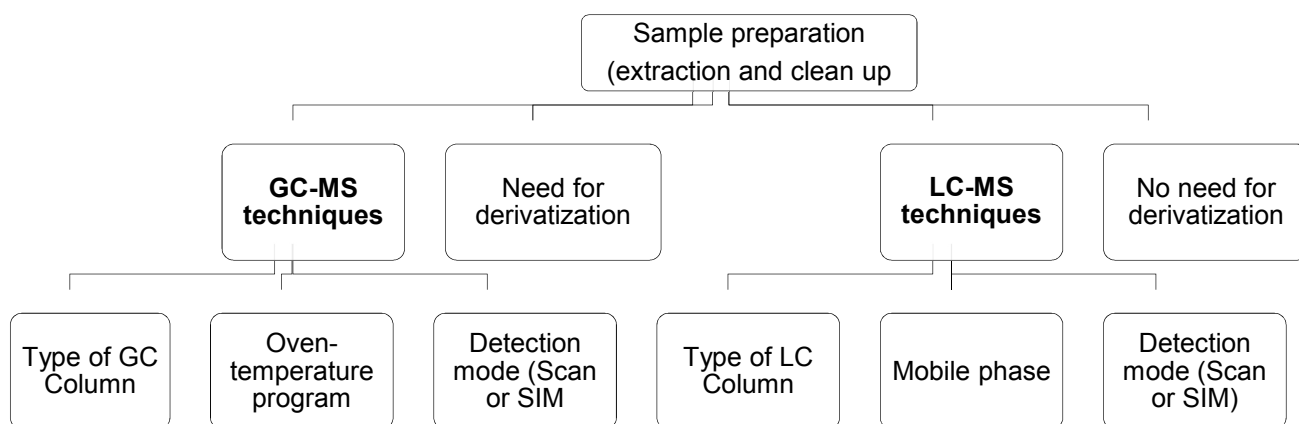 Sample preparation
(extraction and clean up
GC-MS
techniques
Need for
derivatization
LC-MS
techniques
No need for
derivatization
Type of GC
Column
Oven-
temperature
program
Detection
mode (Scan
or SIM
Type of LC
Column
Mobile phase
Detection
mode (Scan
or SIM)